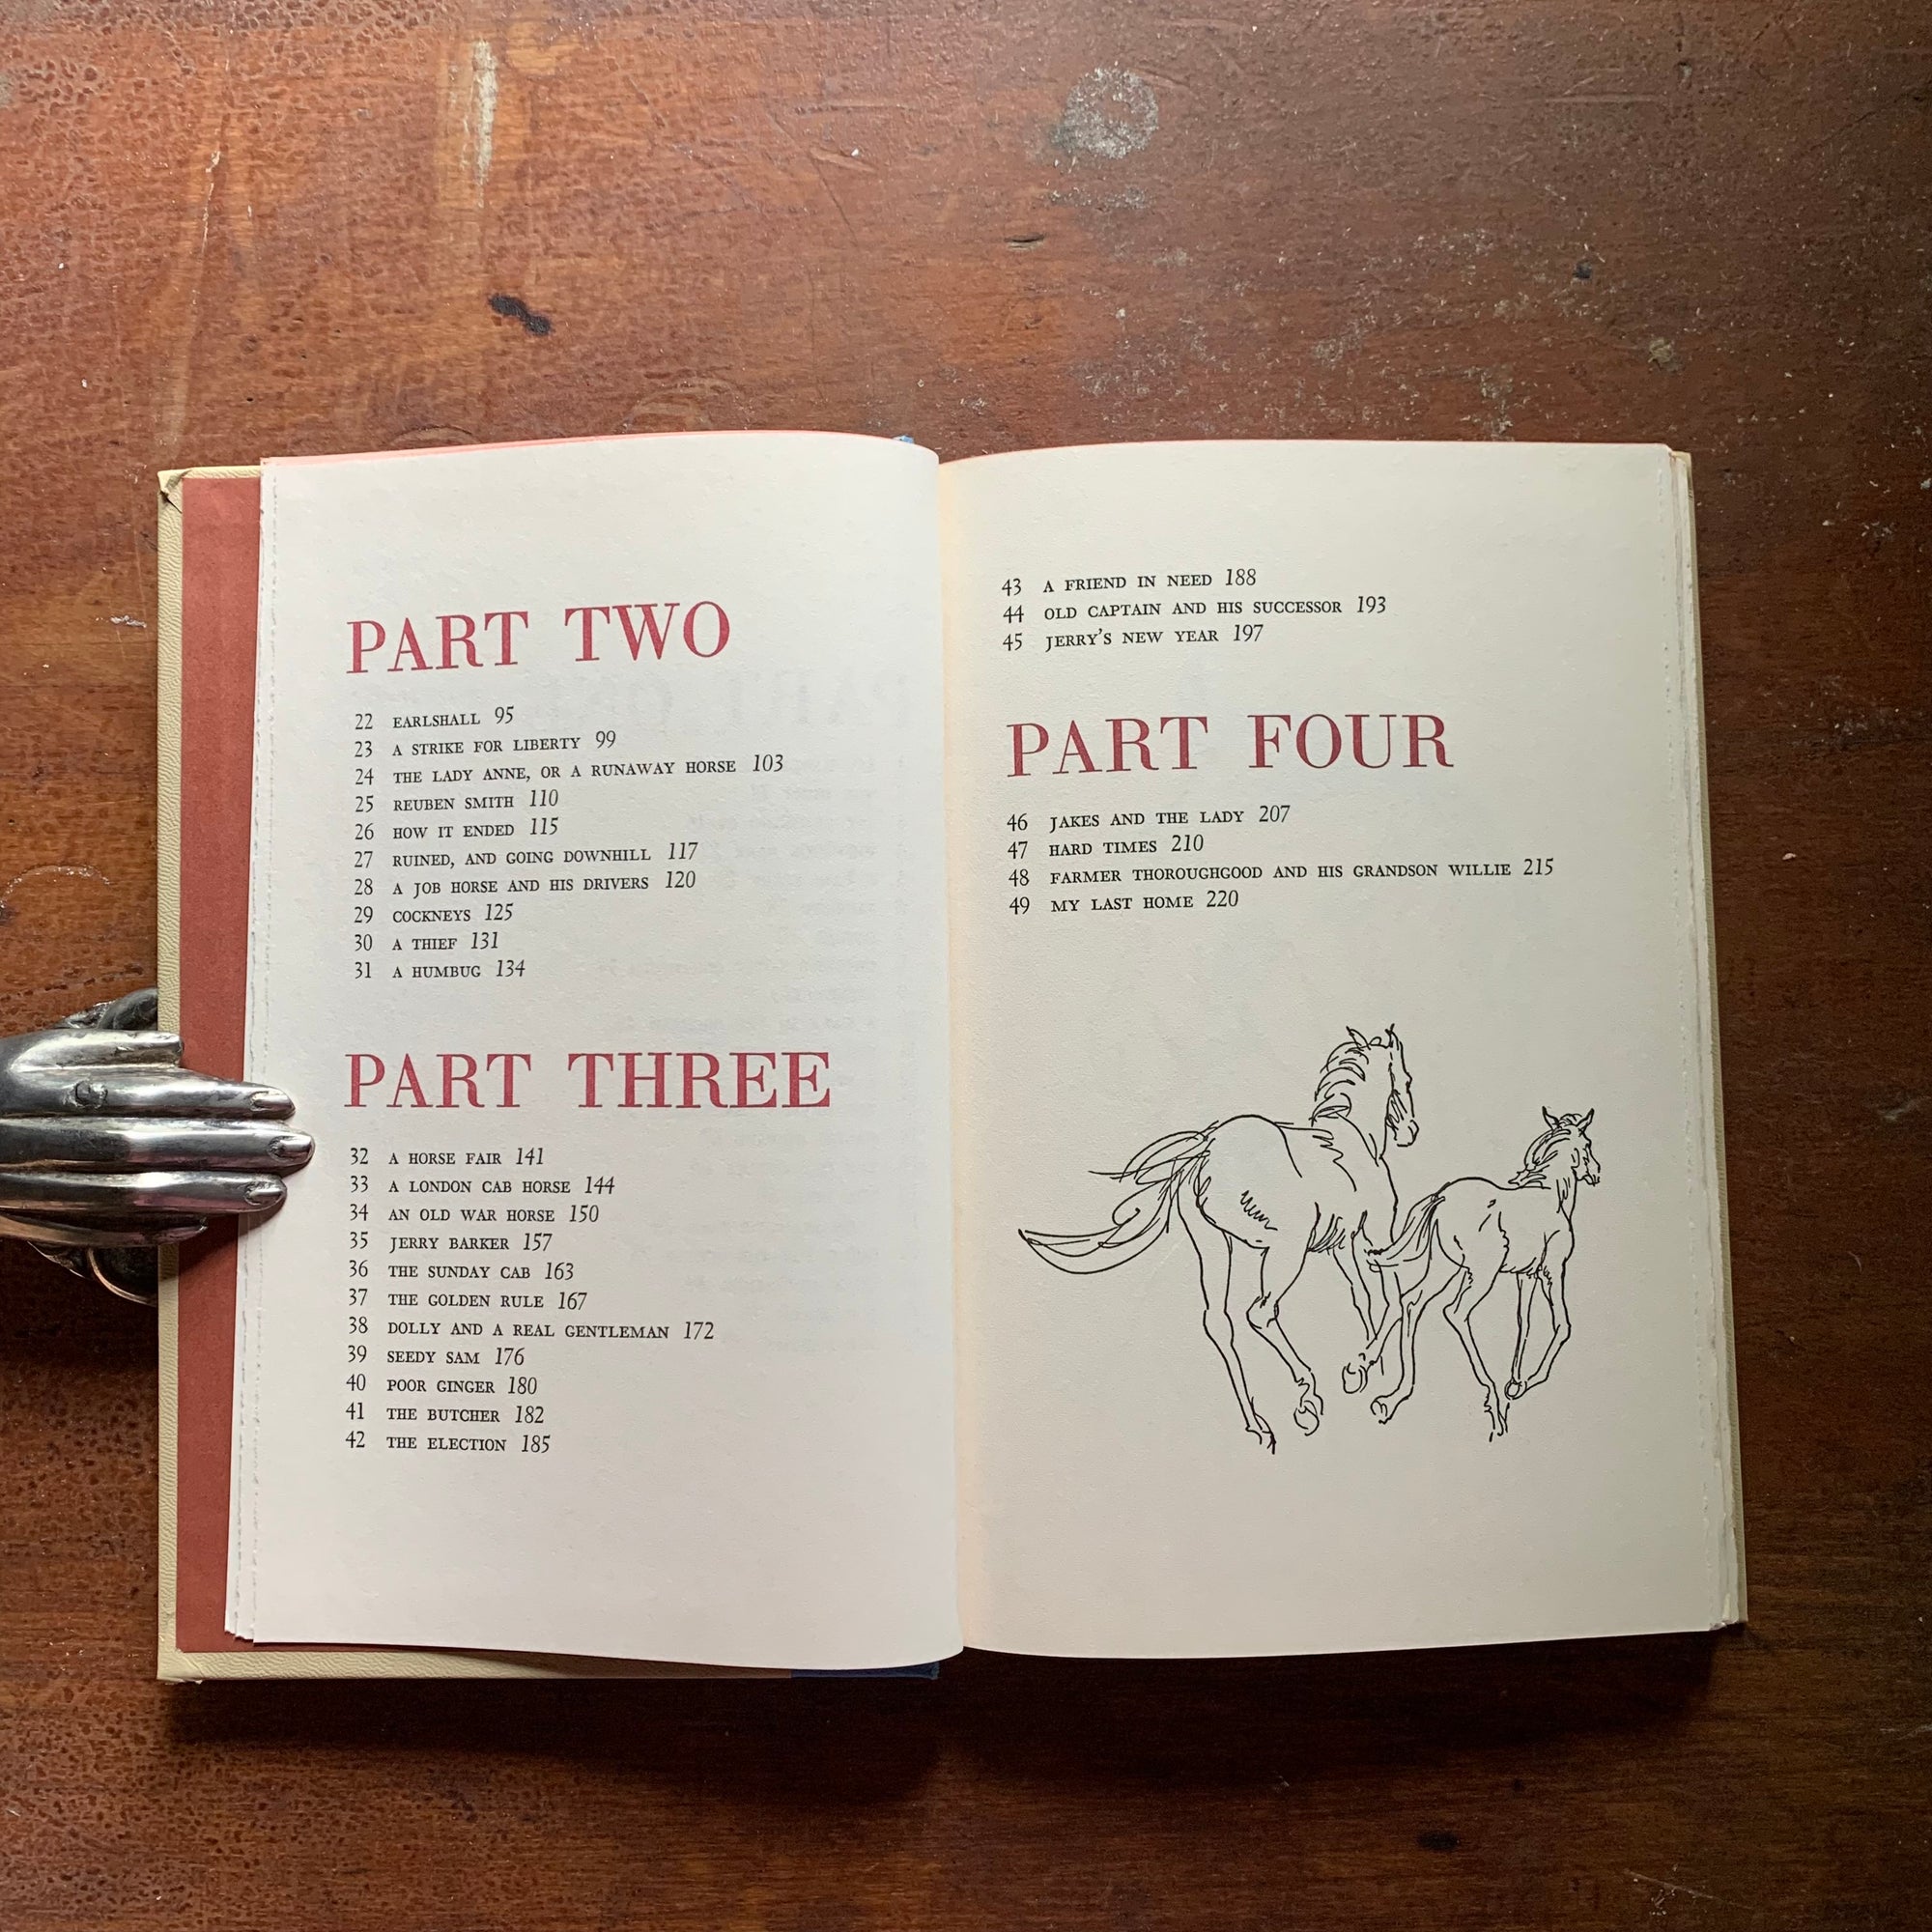 PART TWO
22 EARLSHALL 95
23 A STRIKE FOR LIBERTY 99
24 THE LADY ANNE, OR A RUNAWAY HORSE 103
25 REUBEN SMITH 110
26 HOW IT ENDED 115
27 RUINED, AND GOING DOWNHILL 117
28 A JOB HORSE AND HIS DRIVERS 120
29 COCKNEYS 125
30 A THIEF 131
31 A HUMBUG 134
PART THREE
32 A HORSE FAIR 141
33 A LONDON CAB HORSE 144
34 AN OLD WAR HORSE 150
35 JERRY BARKER 157
36 THE SUNDAY CAB 163
37 THE GOLDEN RULE 167
38 DOLLY AND A REAL GENTLEMAN 172
39 SEEDY SAM 176
40 POOR GINGER 180
41 THE BUTCHER 182
42 THE ELECTION 185
43 A FRIEND IN NEED 188
44 OLD CAPTAIN AND HIS SUCCESSOR 193
45 JERRY'S NEW YEAR 197
PART FOUR
46 JAKES AND THE LADY 207
47 HARD TIMES 210
48 FARMER THOROUGHGOOD AND HIS GRANDSON WILLIE 215
49 MY LAST HOME 220